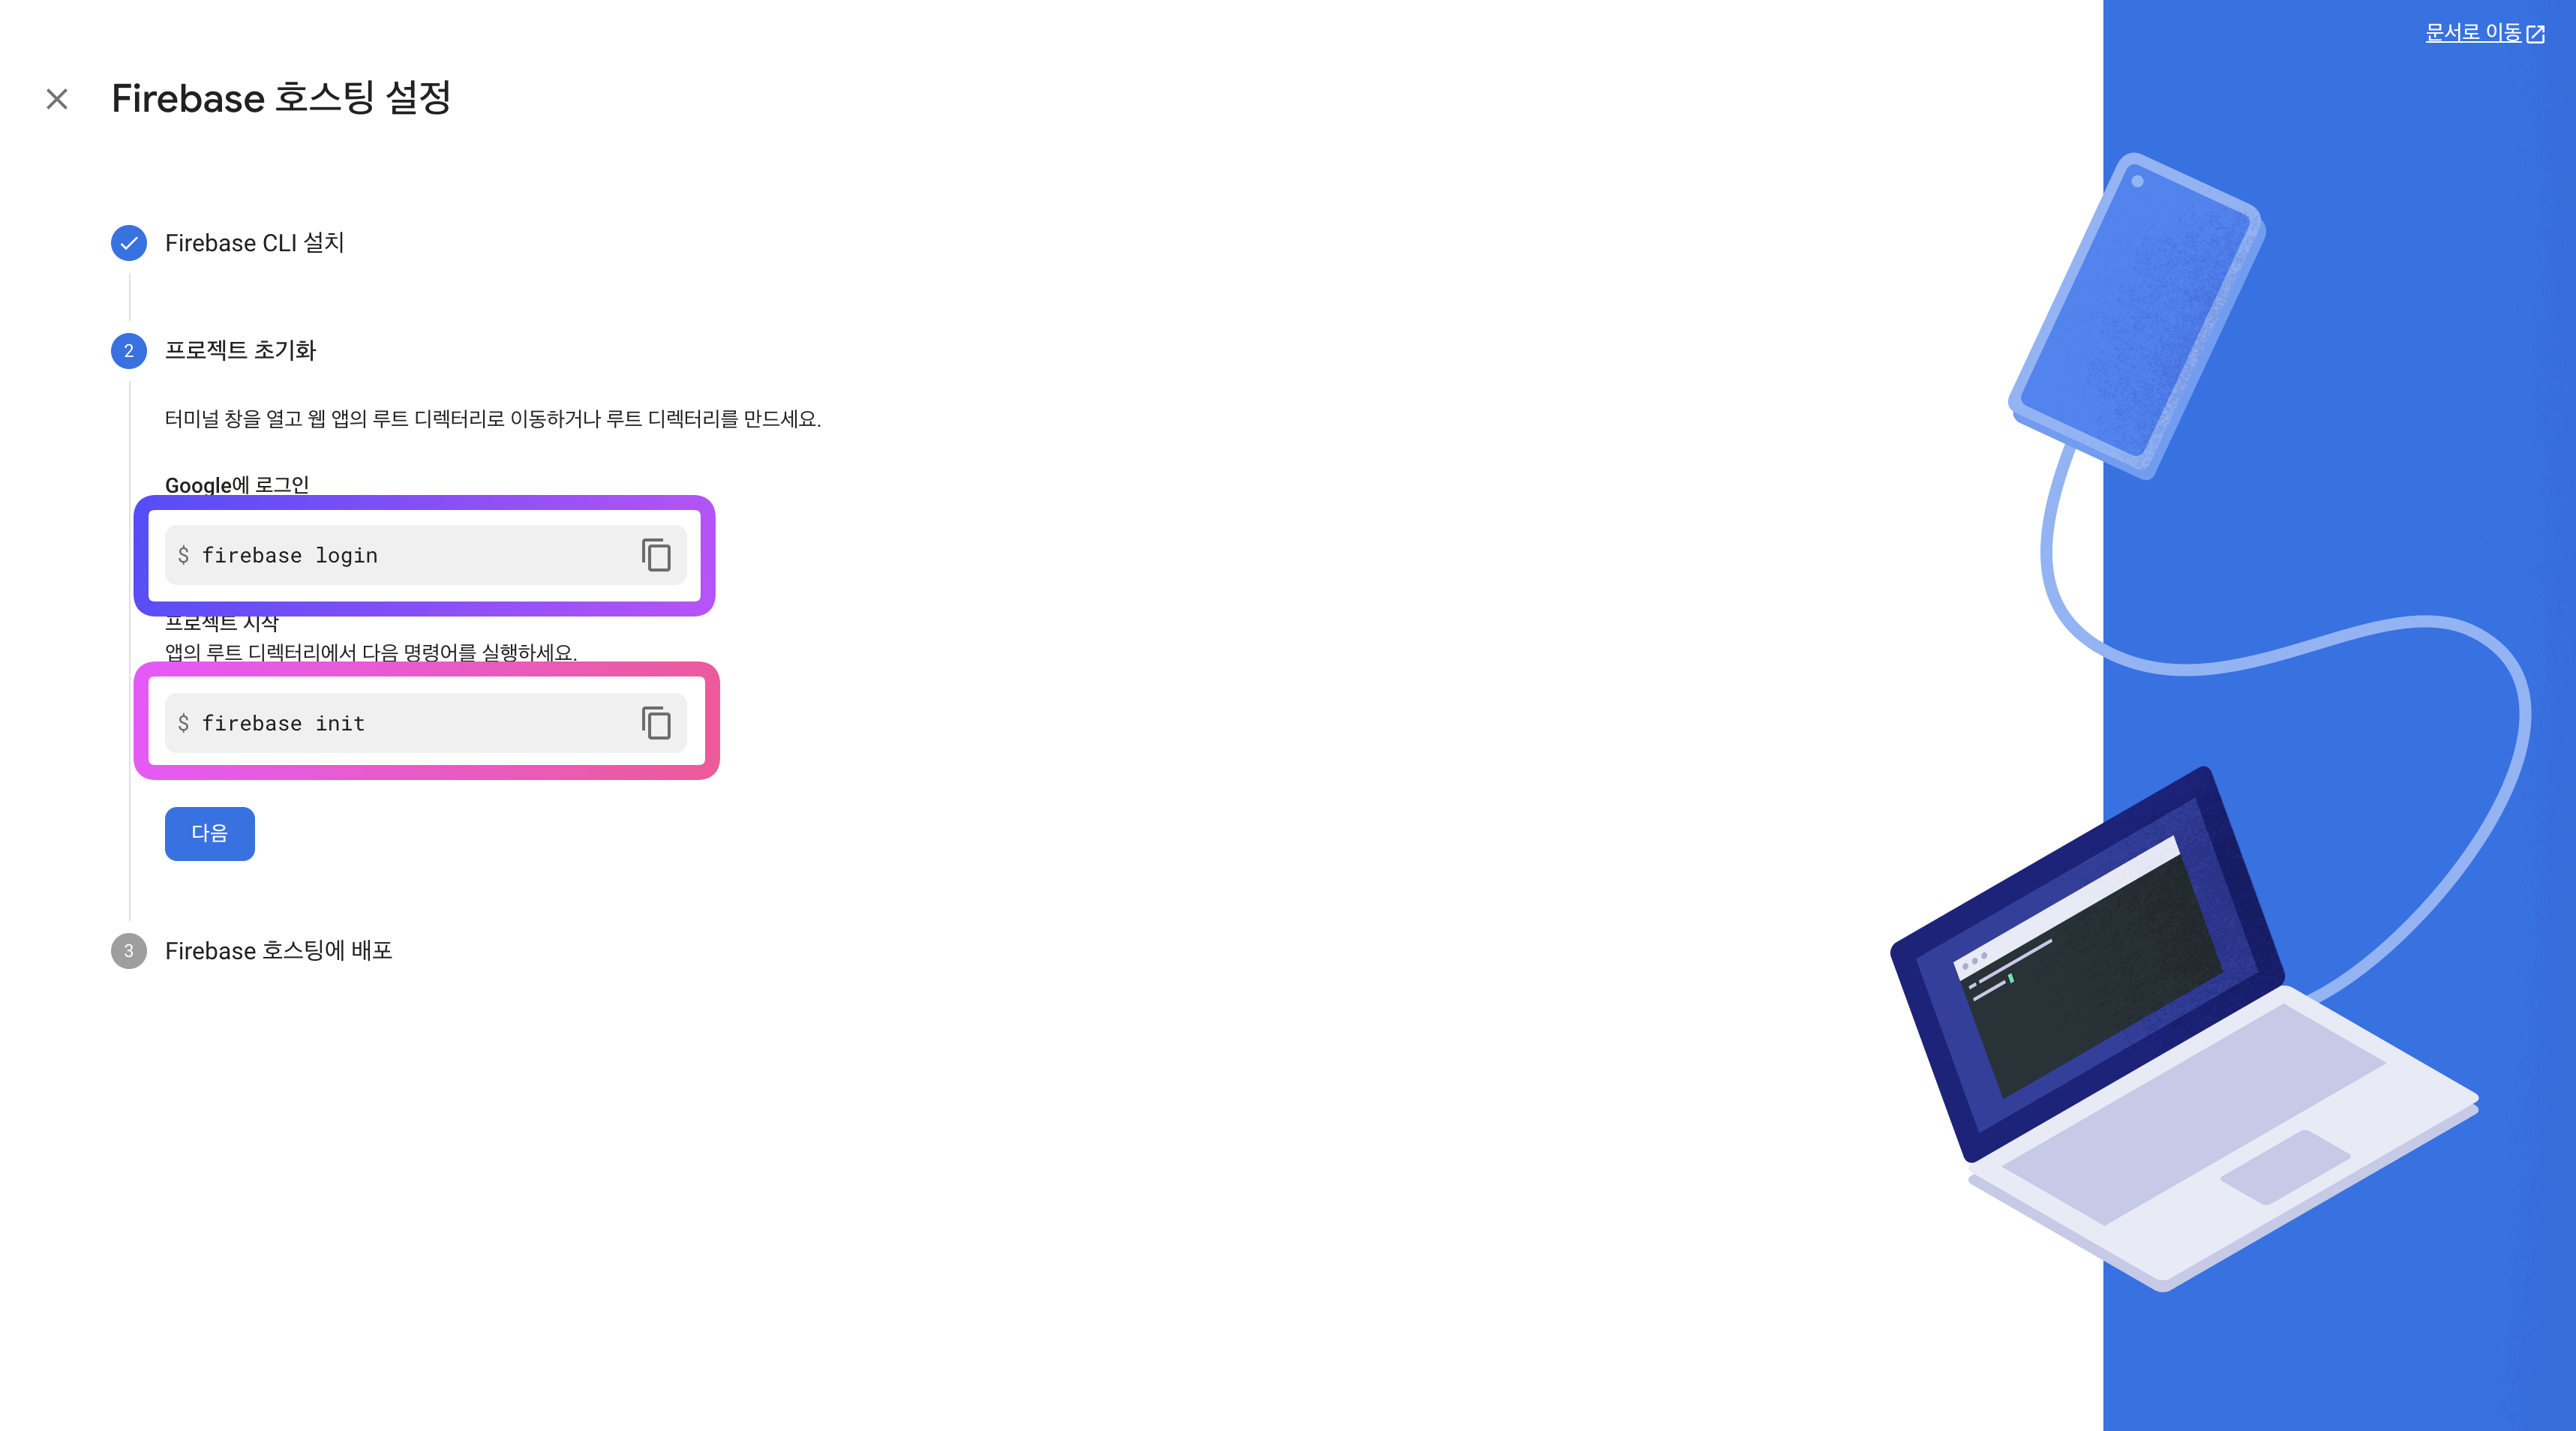 문서로 이동
Firebase 호스팅 설정
Firebase CLI 설치
2 프로젝트 초기화
터미널 창을 열고 웹 앱의 루트 디렉터리로 이동하거나 루트 디렉터리를 만드세요.
Google에 로그인
$ firebase login
프로젝트 시작
앱의 루트 디렉터리에서 다음 명령어를 실행하세요.
$ firebase init
다음
3 Firebase 호스팅에 배포